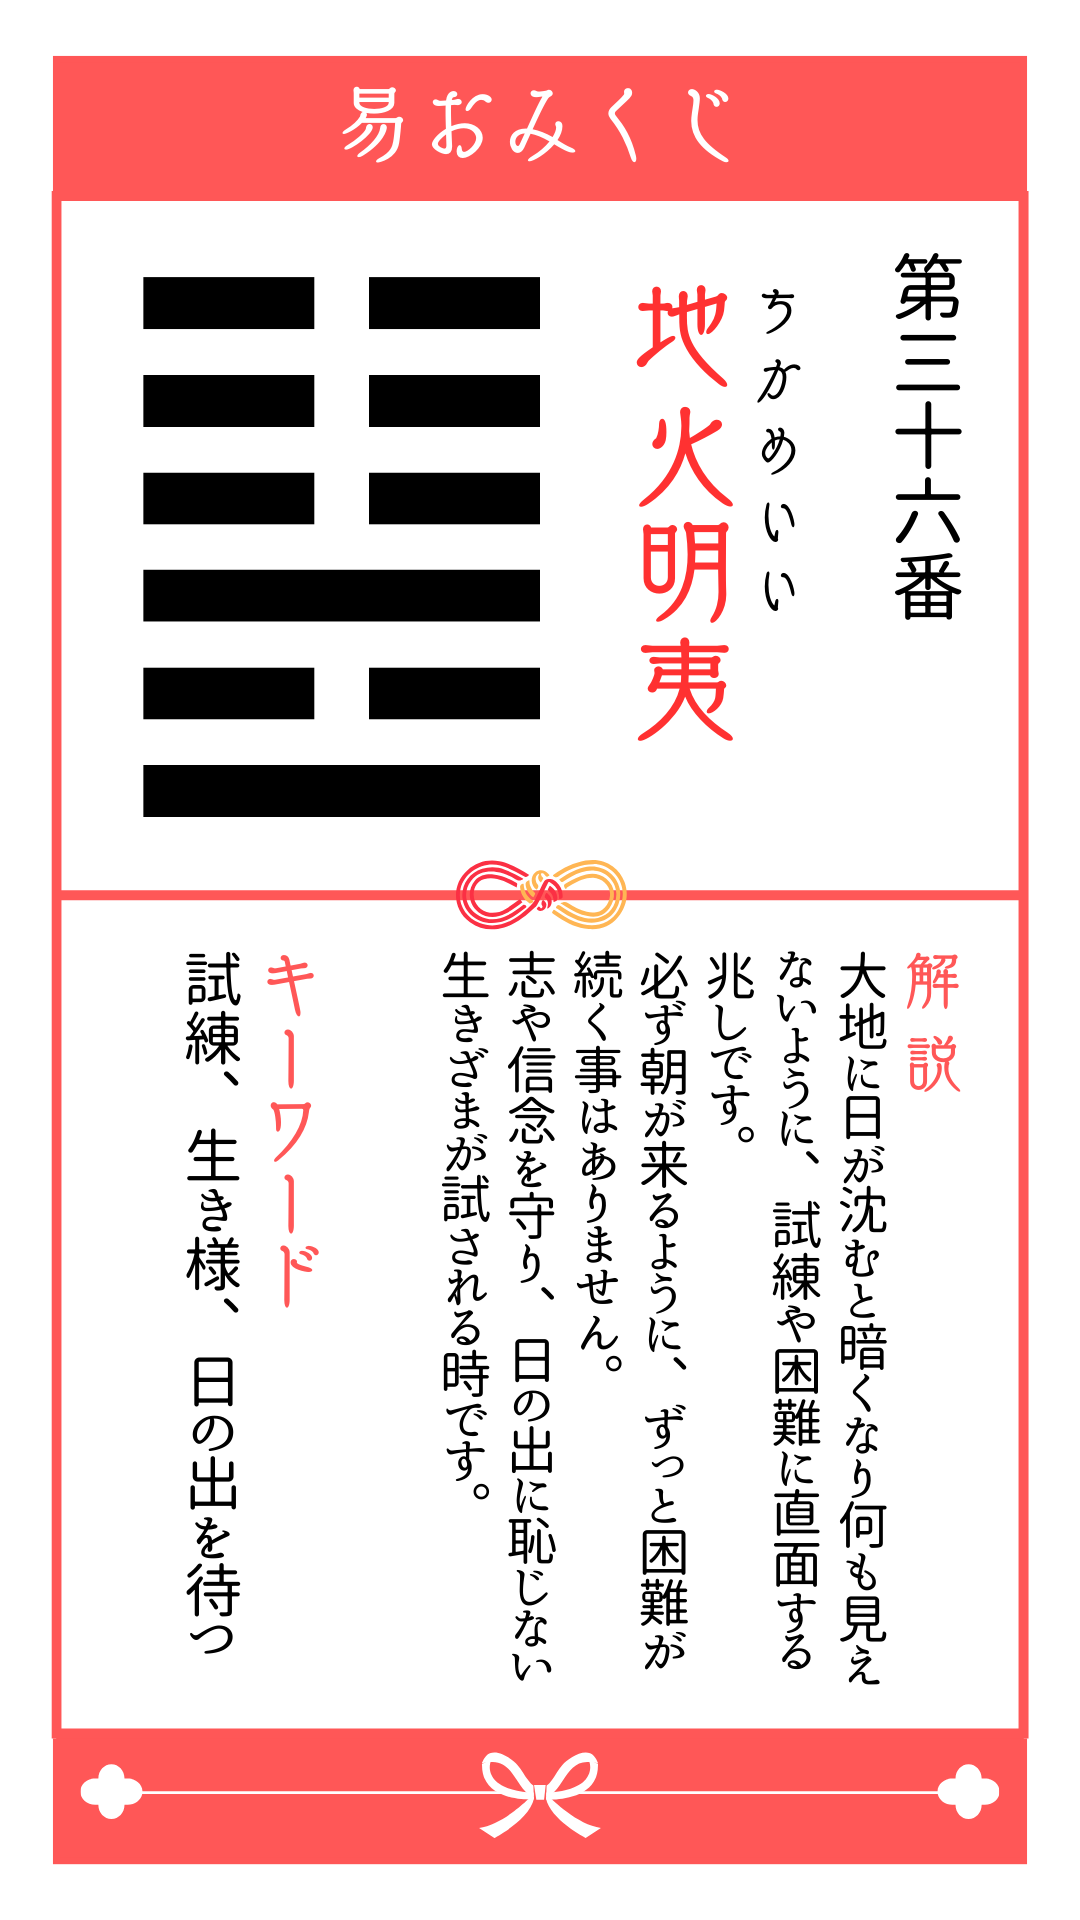 易おみくじ
第三十六番
ちかめいい
地火明夷
解説
大地に日が沈むと暗くなり何も見え
ないように、試練や困難に直面する
兆しです。
必ず朝が来るように、ずっと困難が
続く事はありません。
志や信念を守り、日の出に恥じない
生きざまが試される時です。
キーワード
試練、生き様、日の出を待つ